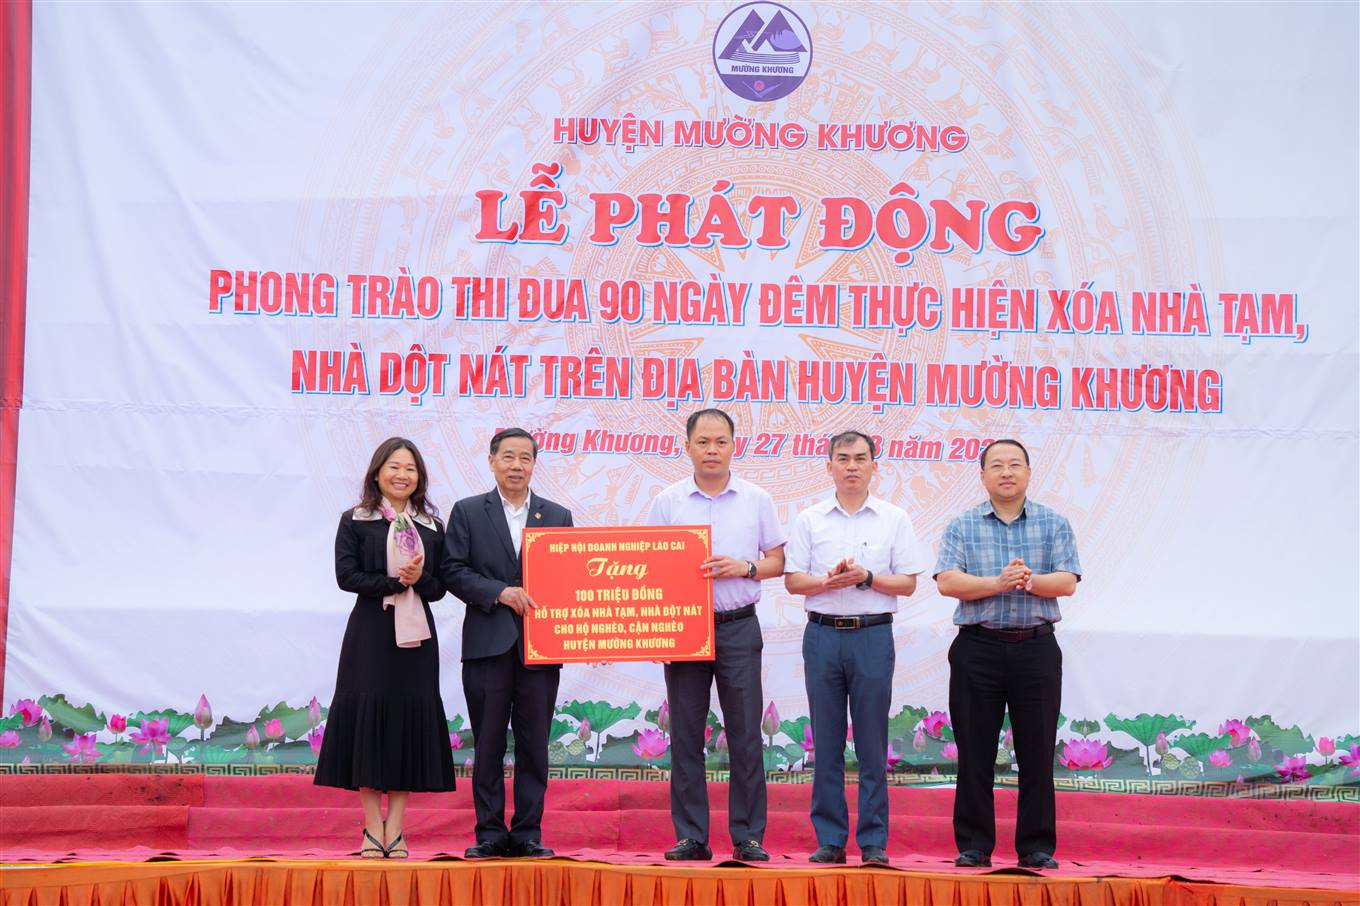 MƯỜNG KHƯƠNG
HUYỆN MƯỜNG KHƯƠNG
LỄ PHÁT ĐỘNG
PHONG TRÀO THI ĐUA 90 NGÀY ĐÊM THỰC HIỆN XÓA NHÀ TẠM,
NHÀ DỘT NÁT TRÊN ĐỊA BÀN HUYỆN MƯỜNG KHƯƠNG
Khương, 27 năm
HIỆP HỘI DOANH NGHIỆP LÀO CAI
Tặng
100 TRIỆU ĐỒNG
HỖ TRỢ XÓA NHÀ TẠM, NHÀ DỘT NÁT
CHO HỘ NGHÈO, CẬN NGHÈO
HUYỆN MƯỜNG KHƯƠNG